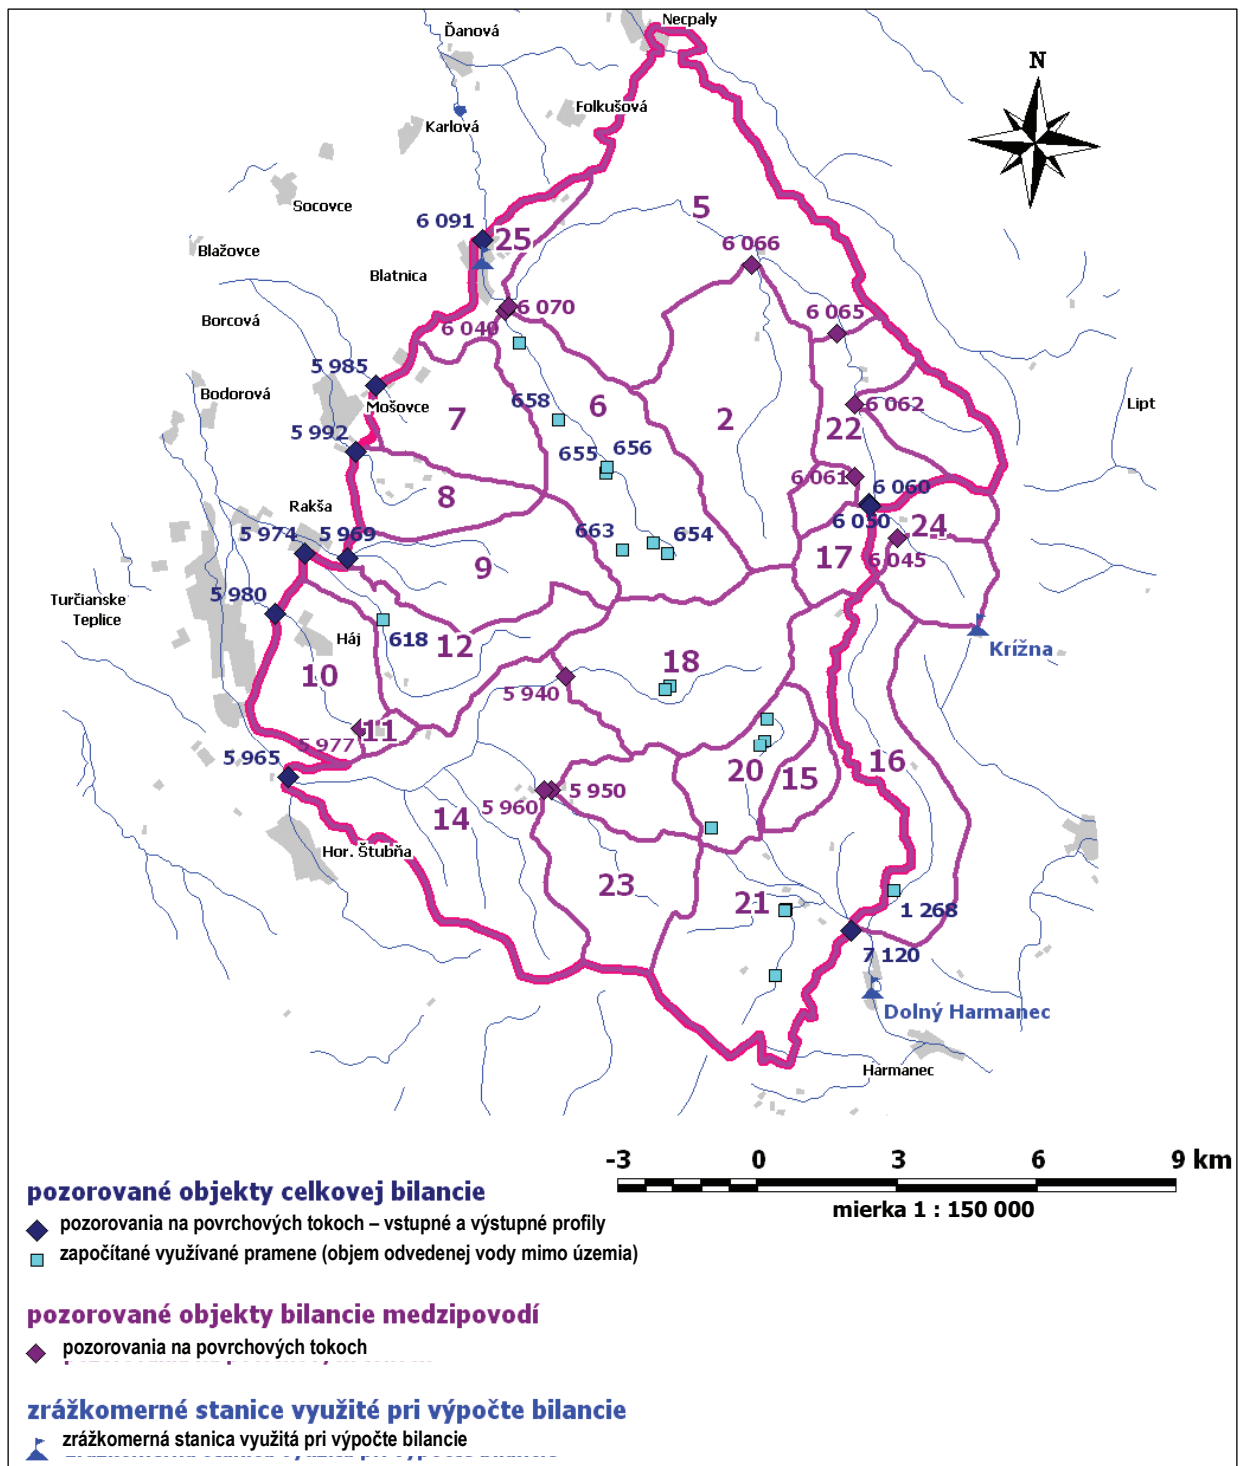 Necpaly
Ďanová
N
Folkušová
Karlová
Socovce
5
6 091
25
Blažovce
6 066
Blatnica
6 070
6 065
Borcová
6 040
5 985
Bodorová
658
6
Mošovce
7
2
6 062
Lipt
22
5 992
655
656
6 061
8
6 060
Rakša
6 050
24
5 974
5 969
663
654
9
17
6 045
5 980
Turčianske
Teplice
Háj
618
12
Krížna
10
18
5 940
11
5 977
5 965
16
20
15
5 950
5 960
14
Hor. Štubňa
23
21
1 268
7 120
Dolný Harmanec
Harmanec
-3 0 3 6 9 km
mierka 1 : 150 000
pozorované objekty celkovej bilancie
pozorovania na povrchových tokoch – vstupné a výstupné profily
započítané využívané pramene (objem odvedenej vody mimo územia)
pozorované objekty bilancie medzipovodí
pozorovania na povrchových tokoch
zrážkomerné stanice využité pri výpočte bilancie
zrážkomerná stanica využitá pri výpočte bilancie